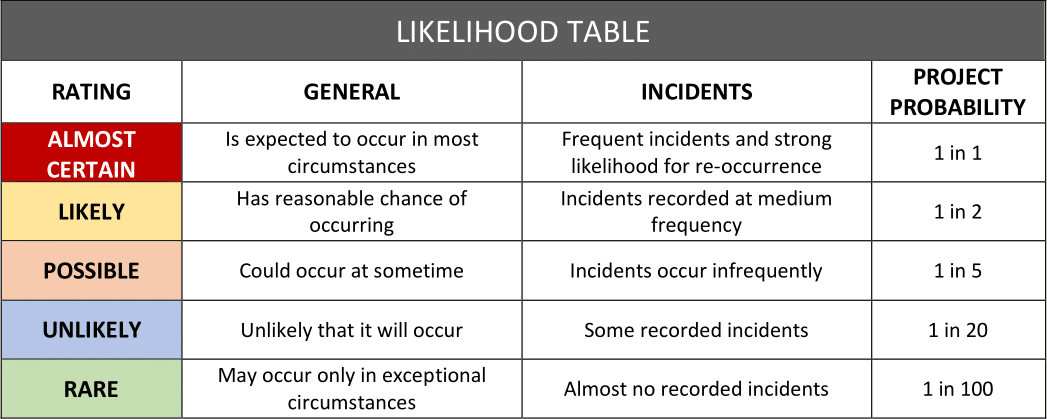 LIKELIHOOD TABLE
RATING
GENERAL
INCIDENTS
PROJECT
PROBABILITY
ALMOST
CERTAIN
Is expected to occur in most
circumstances
Frequent incidents and strong
likelihood for re-occurrence
1 in 1
LIKELY
Has reasonable chance of
occurring
Incidents recorded at medium
frequency
1 in 2
POSSIBLE
Could occur at sometime
Incidents occur infrequently
1 in 5
UNLIKELY
Unlikely that it will occur
Some recorded incidents
1 in 20
RARE
May occur only in exceptional
circumstances
Almost no recorded incidents
1 in 100